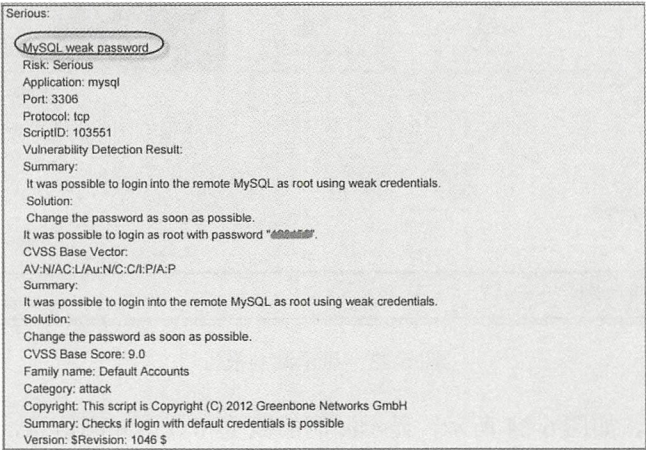 Serious:
MySQL weak password
Risk: Serious
Application: mysql
Port: 3306
Protocol: tcp
ScriptID: 103551
Vulnerability Detection Result:
Summary:
It was possible to login into the remote MySQL as root using weak credentials.
Solution:
Change the password as soon as possible.
It was possible to login as root with password "".
CVSS Base Vector:
AV:N/AC:L/Au:N/C:C/I:P/A:P
Summary:
It was possible to login into the remote MySQL as root using weak credentials.
Solution:
Change the password as soon as possible.
CVSS Base Score: 9.0
Family name: Default Accounts
Category: attack
Copyright: This script is Copyright (C) 2012 Greenbone Networks GmbH
Summary: Checks if login with default credentials is possible
Version: $Revision: 1046 $